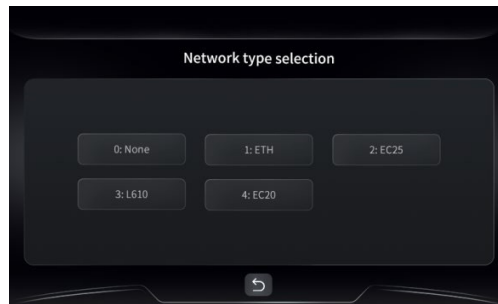 Network type selection
0: None
1: ETH
2: EC25
3: L610
4: EC20